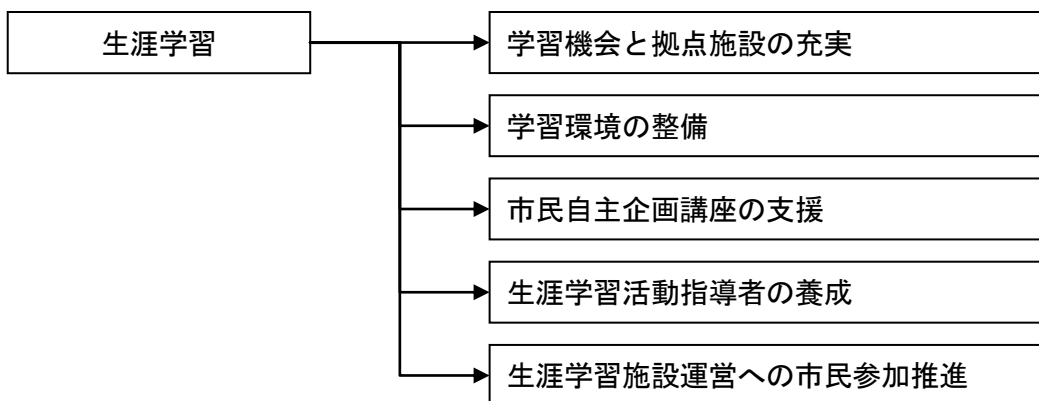 生涯学習
学習機会と拠点施設の充実
学習環境の整備
市民自主企画講座の支援
生涯学習活動指導者の養成
生涯学習施設運営への市民参加推進